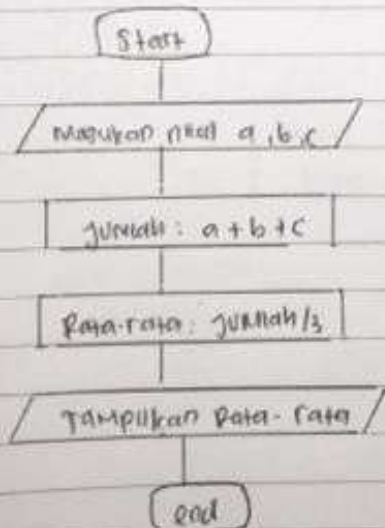 Start
Masukan nilai a, b, c
Jumlah : a + b + c
Rata-rata : Jumlah/3
Tampilkan Rata-rata
end